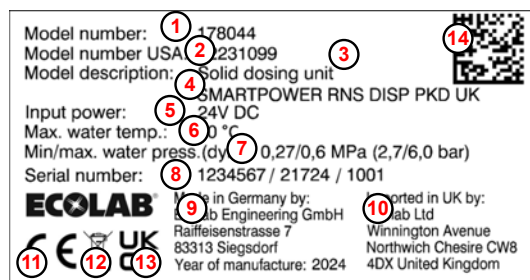 Model number: 1 178044
Model number USA: 2 2231099
3
14
Model description: Solid dosing unit
4 SMARTPOWER RNS DISP PKD UK
Input power: 5 24V DC
Max. water temp.: 6 0 °C
Min/max. water press.(dy 7 0,27/0,6 MPa (2,7/6,0 bar)
Serial number: 8 1234567 / 21724 / 1001
ECOLAB®
9 in Germany by:
Engineering GmbH
Raiffeisenstrasse 7
83313 Siegsdorf
Year of manufacture: 2024
10 in UK by:
Ltd
Winnington Avenue
Northwich Chesire CW8
4DX United Kingdom
11 CE
12
UK
13